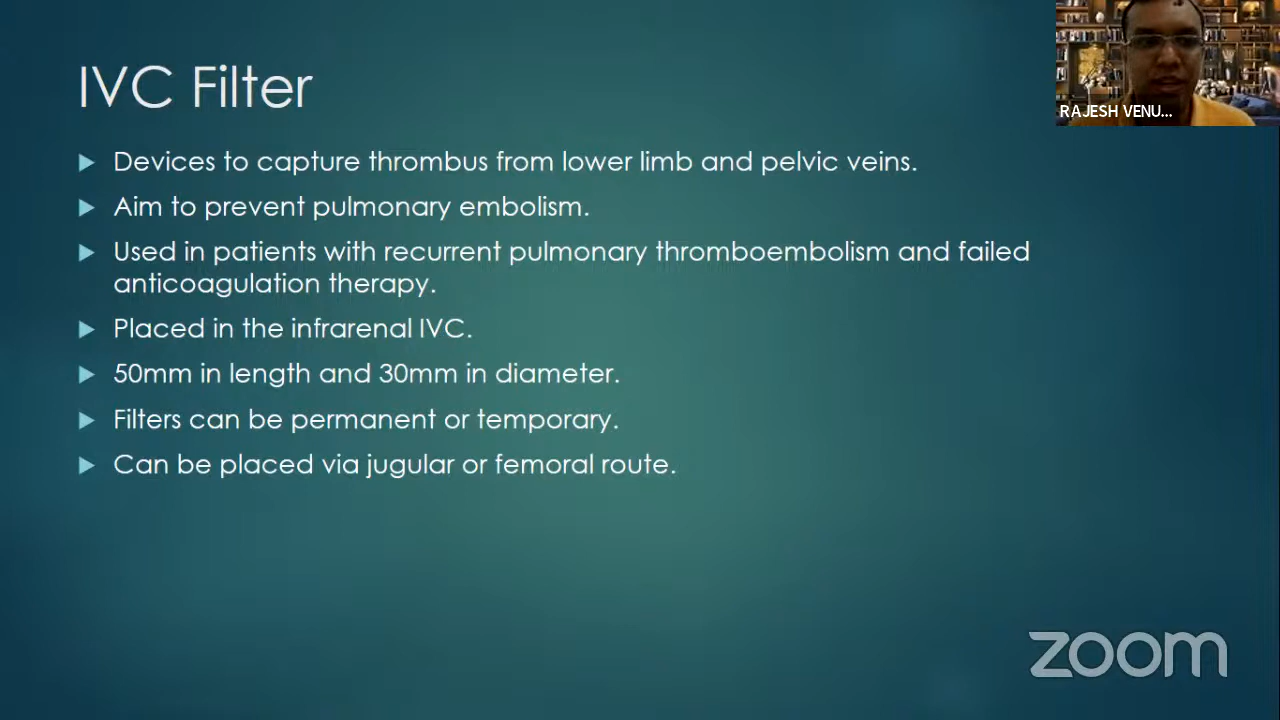 IVC Filter
RAJESH VENU...
Devices to capture thrombus from lower limb and pelvic veins.
Aim to prevent pulmonary embolism.
Used in patients with recurrent pulmonary thromboembolism and failed
anticoagulation therapy.
Placed in the infrarenal IVC.
50mm in length and 30mm in diameter.
Filters can be permanent or temporary.
Can be placed via jugular or femoral route.
zoom